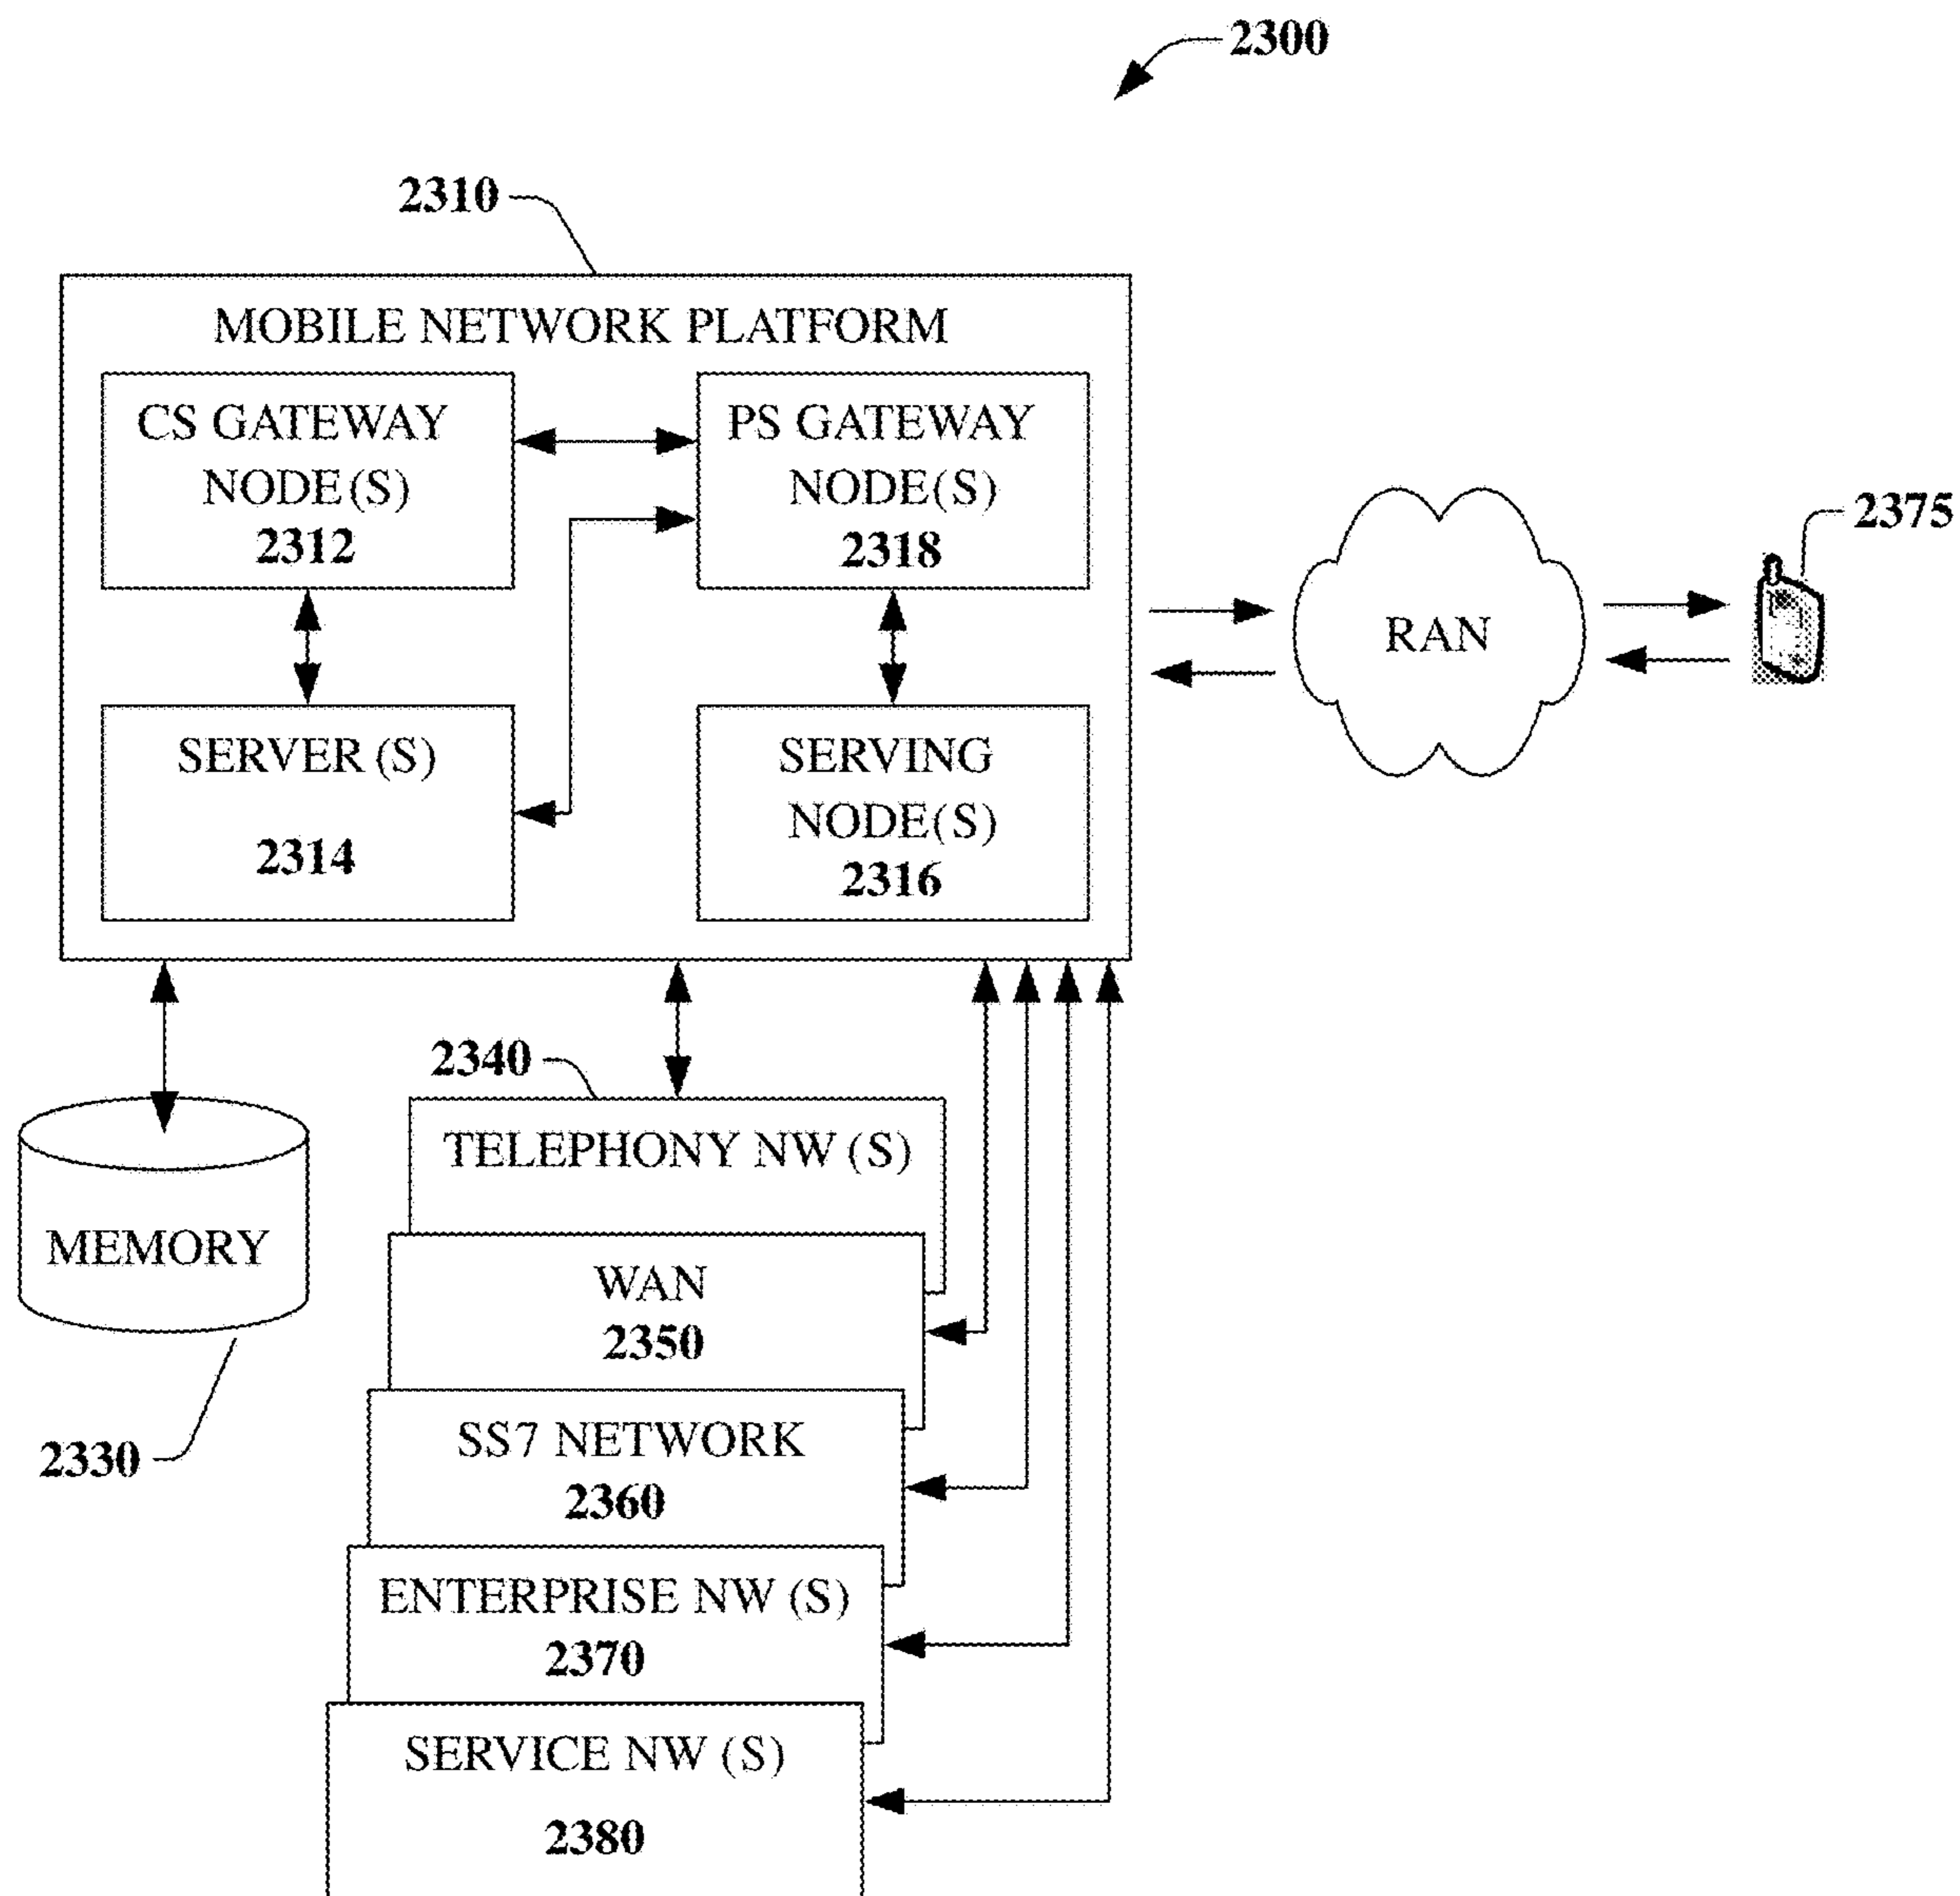 2300
2310
MOBILE NETWORK PLATFORM
CS GATEWAY
NODE(S)
2312
PS GATEWAY
NODE(S)
2318
SERVER (S)
2314
SERVING
NODE(S)
2316
RAN
2375
2340
TELEPHONY NW (S)
MEMORY
2330
WAN
2350
SS7 NETWORK
2360
ENTERPRISE NW (S)
2370
SERVICE NW (S)
2380